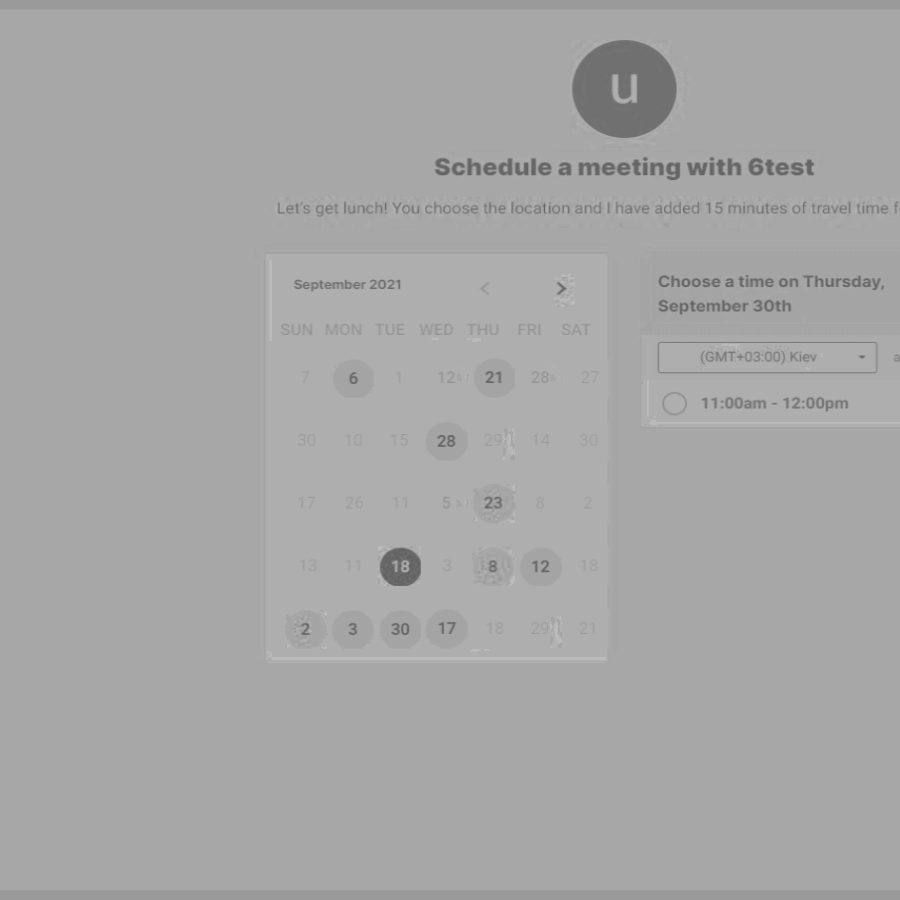 u
Schedule a meeting with 6test
Let's get lunch! You choose the location and I have added 15 minutes of travel time
September 2021 < >
SUN MON TUE WED THU FRI SAT
7 6 1 12 21 28 27
30 10 15 28 29 14 30
17 26 11 5 23 8 2
13 11 18 3 8 12 18
2 3 30 17 18 29 21
Choose a time on Thursday,
September 30th
(GMT+03:00) Kiev
11:00am - 12:00pm